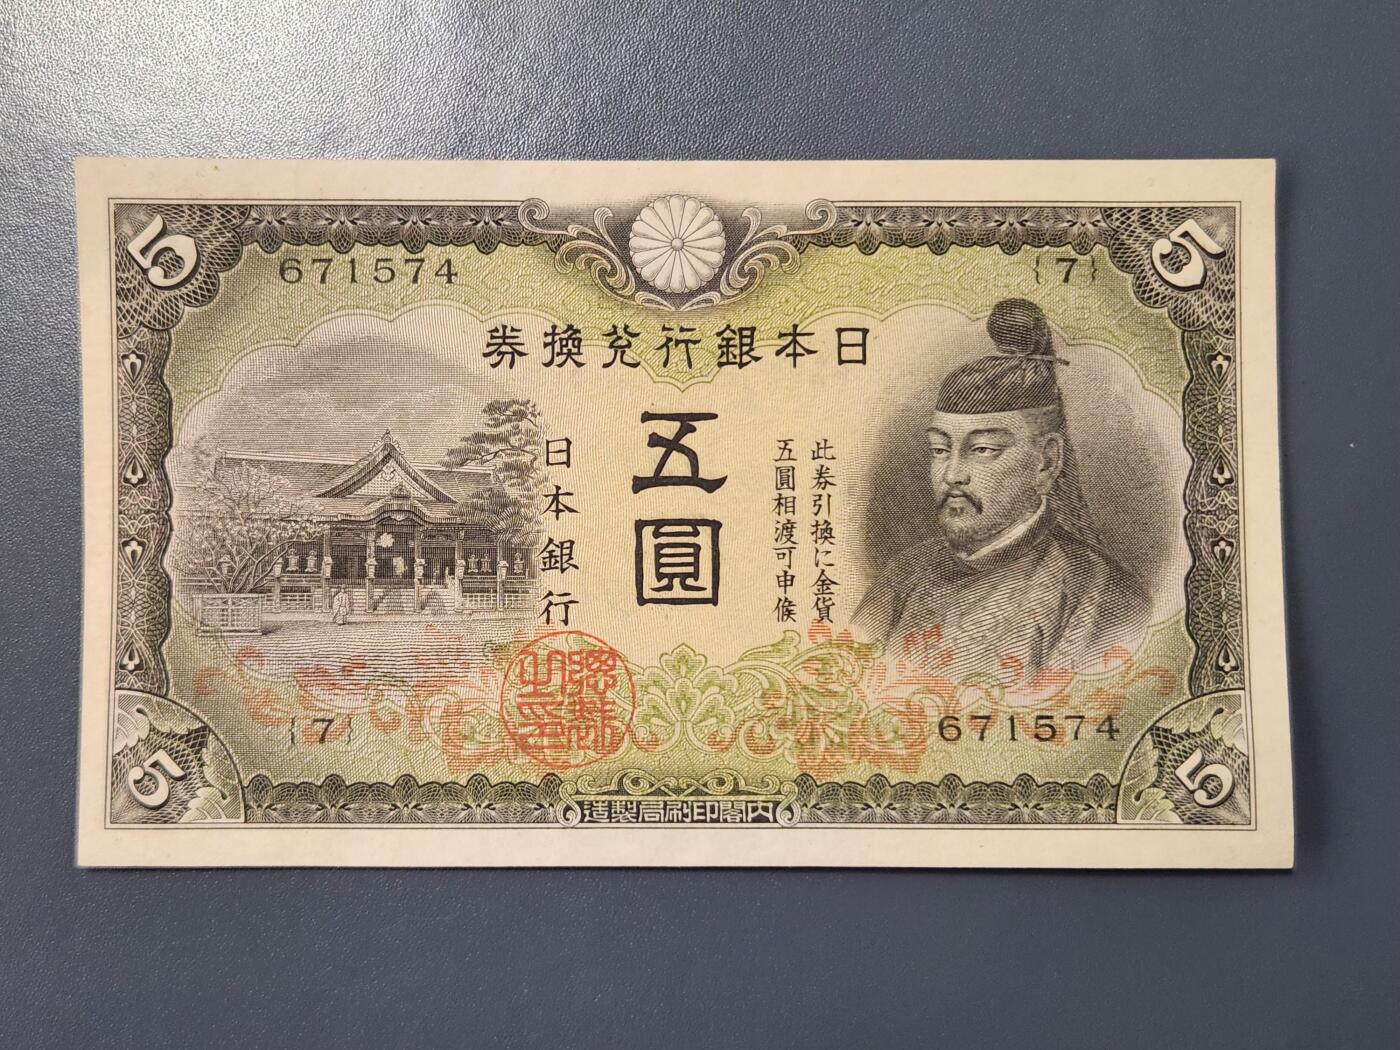 5
5
671574
{7}
日本銀行兌換券
五圓
此券引換に金貨
五圓相渡可申候
日本銀行
{7}
671574
5
5
内閣印刷局製造